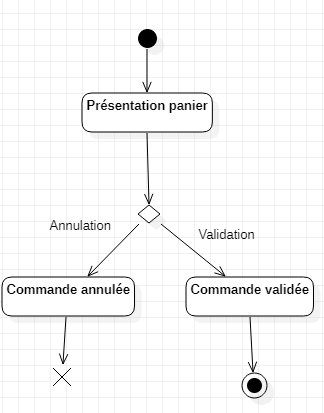 Présentation panier
Annulation
Validation
Commande annulée
Commande validée